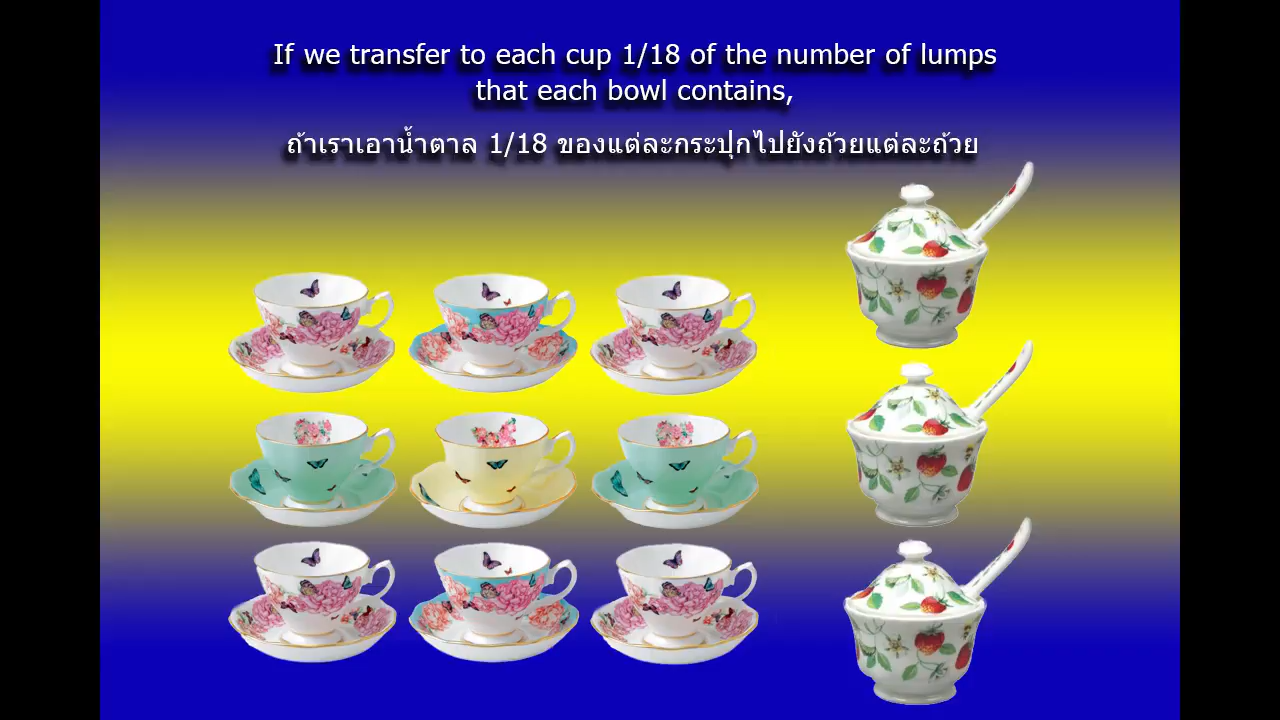 If we transfer to each cup 1/18 of the number of lumps
that each bowl contains,
ถ้าเราเอาน้ำตาล 1/18 ของแต่ละกระปุกไปยังถ้วยแต่ละถ้วย